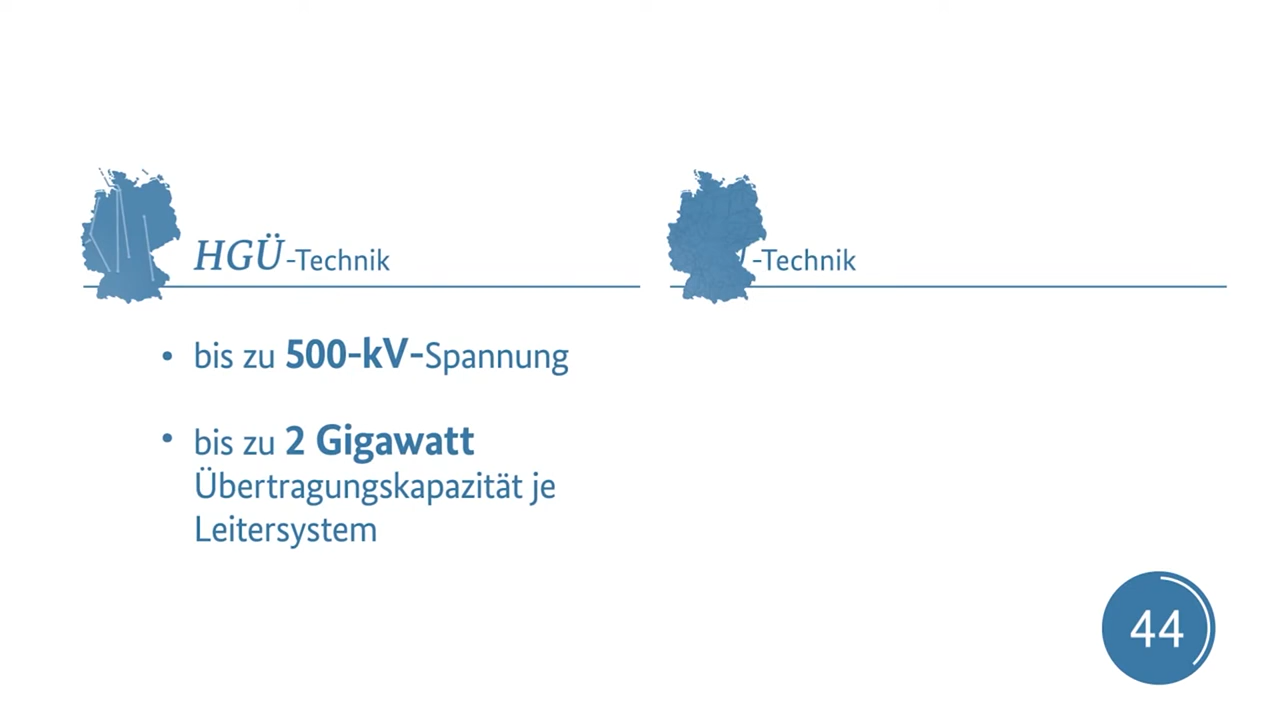 HGÜ-Technik
• bis zu 500-kV-Spannung
• bis zu 2 Gigawatt
Übertragungskapazität je
Leitersystem
-Technik
44